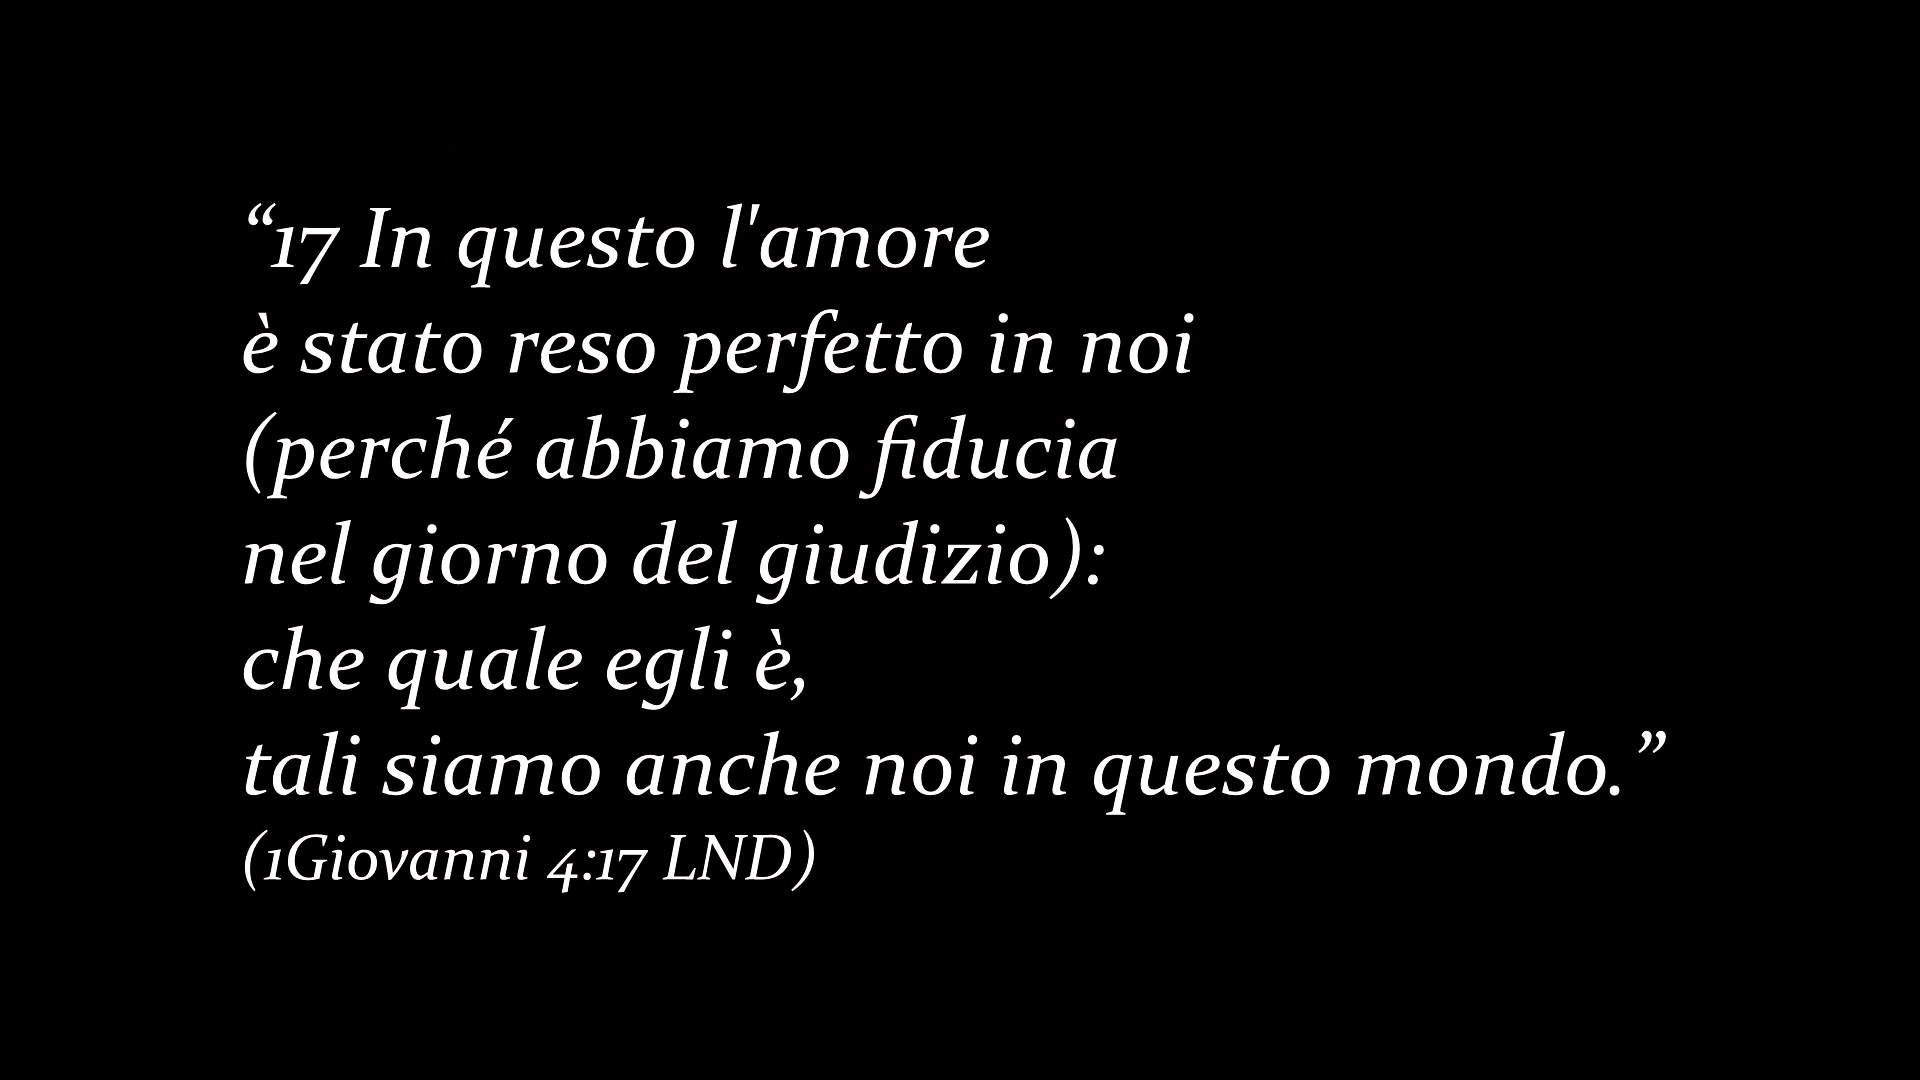 “17 In questo l'amore
è stato reso perfetto in noi
(perché abbiamo fiducia
nel giorno del giudizio):
che quale egli è,
tali siamo anche noi in questo mondo.”
(1Giovanni 4:17 LND)